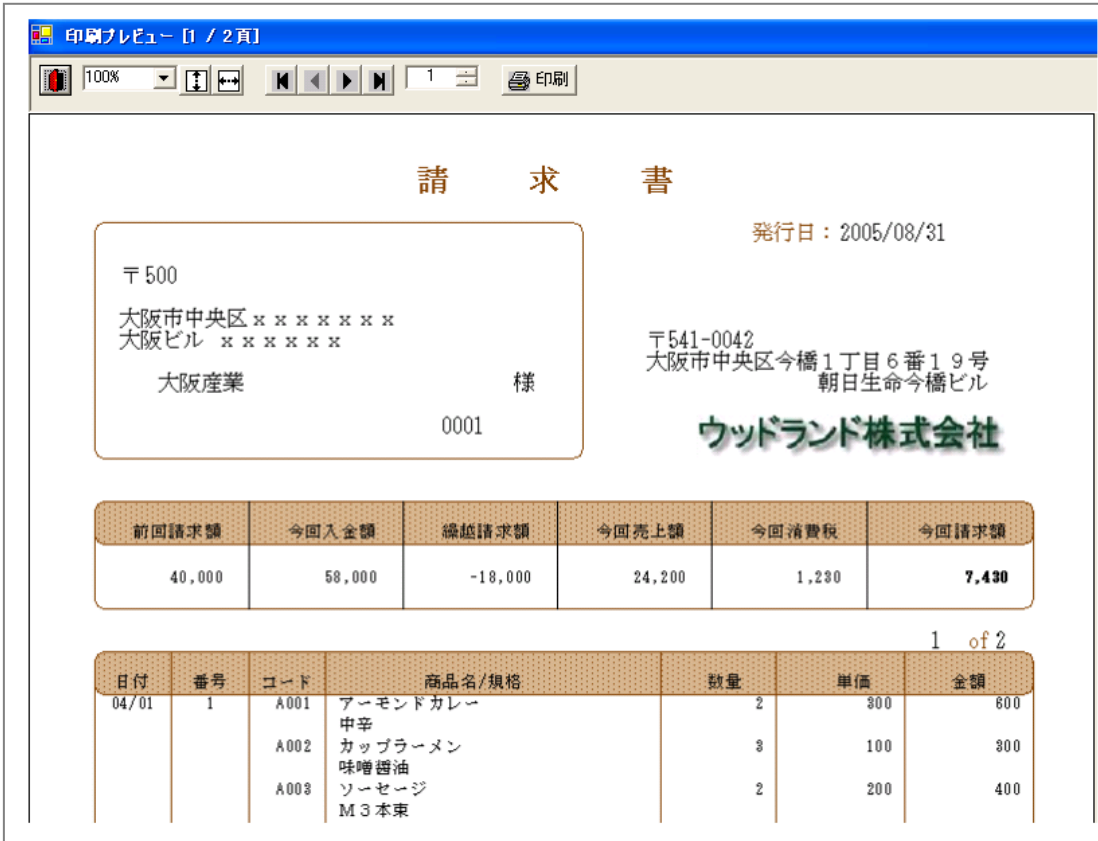 印刷プレビュー [1 / 2頁]
100% 1 印刷
請 求 書
発行日：2005/08/31
〒500
大阪市中央区ｘｘｘｘｘｘｘ
大阪ビル ｘｘｘｘｘｘ
大阪産業 様
0001
〒541-0042
大阪市中央区今橋１丁目６番１９号
朝日生命今橋ビル
ウッドランド株式会社
前回請求額 今回入金額 繰越請求額 今回売上額 今回消費税 今回請求額
40,000 58,000 -18,000 24,200 1,230 7,430
1 of 2
日付 番号 コード 商品名/規格 数量 単価 金額
04/01 1 A001 アーモンドカレー 2 300 600
中辛
A002 カップラーメン 3 100 300
味噌醤油
A003 ソーセージ 2 200 400
Ｍ３本束